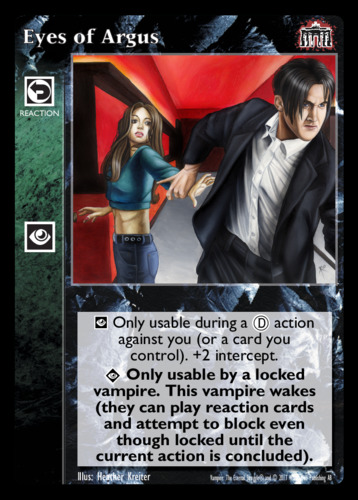 Eyes of Argus
REACTION
Only usable during a Ⓓ action
against you (or a card you
control). +2 intercept.
Only usable by a locked
vampire. This vampire wakes
(they can play reaction cards
and attempt to block even
though locked until the
current action is concluded).
Illus: Heather Kreiter